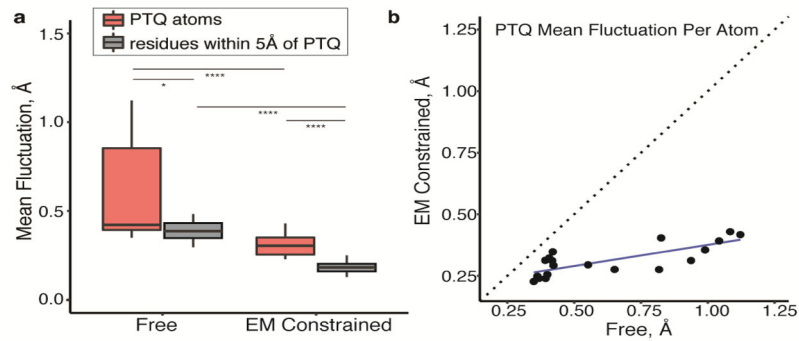 a
PTQ atoms
residues within 5Å of PTQ
1.5
1.0
0.5
0.0
Mean Fluctuation, Å
****
*
****
****
Free
EM Constrained
b
PTQ Mean Fluctuation Per Atom
1.25
1.00
0.75
0.50
0.25
EM Constrained, Å
0.25
0.50
0.75
1.00
1.25
Free, Å